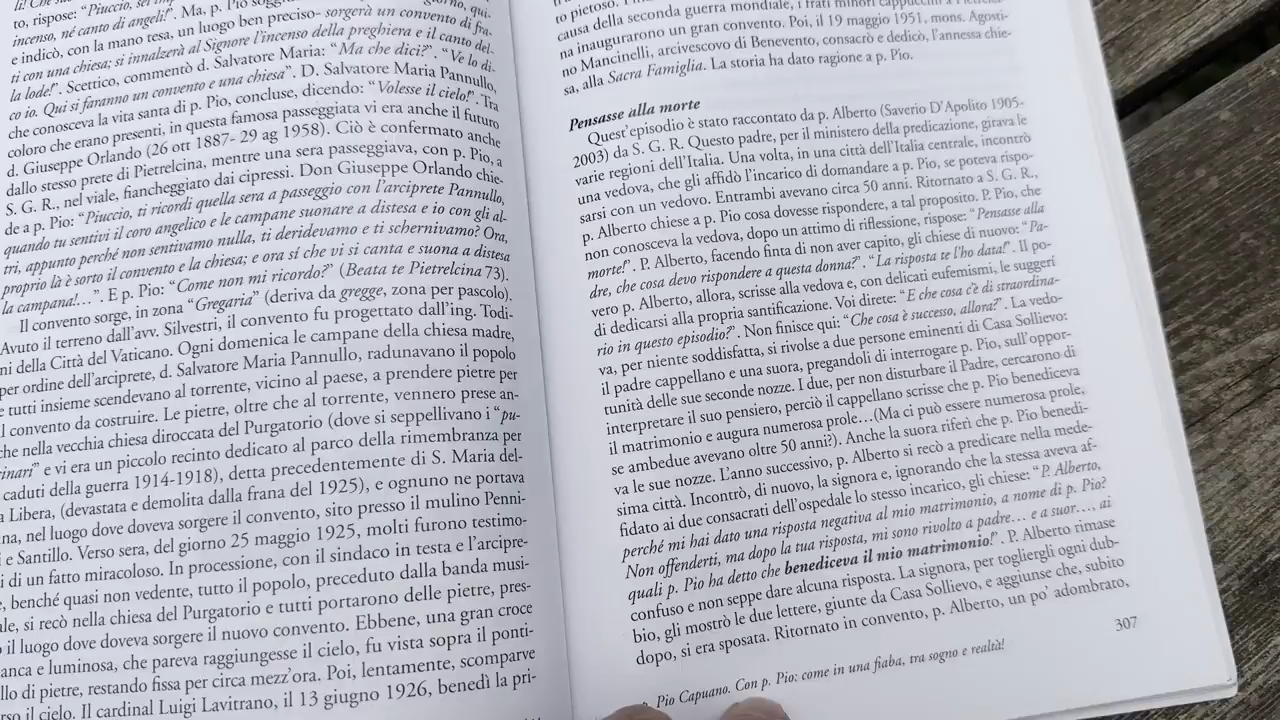 to, rispose: "Piuccio, sei
incenso, né canto di angeli!". Ma, p. Pio
e indicò, con la mano tesa, un luogo ben preciso- sorgerà un convento di fra-
ti con una chiesa; si innalzerà al Signore l'incenso della preghiera e il canto del-
la lode!". Scettico, commentò d. Salvatore Maria: "Ma che dici?". "Ve lo di-
co io. Qui si faranno un convento e una chiesa". D. Salvatore Maria Pannullo,
che conosceva la vita santa di p. Pio, concluse, dicendo: "Volesse il cielo!". Tra
coloro che erano presenti, in questa famosa passeggiata vi era anche il futuro
d. Giuseppe Orlando (26 ott 1887- 29 ag 1958). Ciò è confermato anche
dallo stesso prete di Pietrelcina, mentre una sera passeggiava, con p. Pio, a
S. G. R., nel viale, fiancheggiato dai cipressi. Don Giuseppe Orlando chie-
de a p. Pio: "Piuccio, ti ricordi quella sera a passeggio con l'arciprete Pannullo,
quando tu sentivi il coro angelico e le campane suonare a distesa e io con gli al-
tri, appunto perché non sentivamo nulla, ti deridevamo e ti schernivamo? Ora,
proprio là è sorto il convento e la chiesa; e ora sí che vi si canta e suona a distesa
la campana!…". E p. Pio: "Come non mi ricordo?" (Beata te Pietrelcina 73).
Il convento sorge, in zona "Gregaria" (deriva da gregge, zona per pascolo).
Avuto il terreno dall'avv. Silvestri, il convento fu progettato dall'ing. Todi-
ni della Città del Vaticano. Ogni domenica le campane della chiesa madre,
per ordine dell'arciprete, d. Salvatore Maria Pannullo, radunavano il popolo
e tutti insieme scendevano al torrente, vicino al paese, a prendere pietre per
l convento da costruire. Le pietre, oltre che al torrente, vennero prese an-
che nella vecchia chiesa diroccata del Purgatorio (dove si seppellivano i "pu-
inari" e vi era un piccolo recinto dedicato al parco della rimembranza per
caduti della guerra 1914-1918), detta precedentemente di S. Maria del-
a Libera, (devastata e demolita dalla frana del 1925), e ognuno ne portava
na, nel luogo dove doveva sorgere il convento, sito presso il mulino Penni-
i e Santillo. Verso sera, del giorno 25 maggio 1925, molti furono testimo-
i di un fatto miracoloso. In processione, con il sindaco in testa e l'arcipre-
, benché quasi non vedente, tutto il popolo, preceduto dalla banda musi-
ale, si recò nella chiesa del Purgatorio e tutti portarono delle pietre, pres-
o il luogo dove doveva sorgere il nuovo convento. Ebbene, una gran croce
anca e luminosa, che pareva raggiungesse il cielo, fu vista sopra il ponti-
llo di pietre, restando fissa per circa mezz'ora. Poi, lentamente, scomparve
rso il cielo. Il cardinal Luigi Lavitrano, il 13 giugno 1926, benedì la pri-
to pietoso.
causa della seconda guerra mondiale, i frati minori cappuccini a Pietrelci-
na inaugurarono un gran convento. Poi, il 19 maggio 1951, mons. Agosti-
no Mancinelli, arcivescovo di Benevento, consacrò e dedicò, l'annessa chie-
sa, alla Sacra Famiglia. La storia ha dato ragione a p. Pio.
Pensasse alla morte
Quest'episodio è stato raccontato da p. Alberto (Saverio D'Apolito 1905-
2003) da S. G. R. Questo padre, per il ministero della predicazione, girava le
varie regioni dell'Italia. Una volta, in una città dell'Italia centrale, incontrò
una vedova, che gli affidò l'incarico di domandare a p. Pio, se poteva rispo-
sarsi con un vedovo. Entrambi avevano circa 50 anni. Ritornato a S. G. R.,
p. Alberto chiese a p. Pio cosa dovesse rispondere, a tal proposito. P. Pio, che
non conosceva la vedova, dopo un attimo di riflessione, rispose: "Pensasse alla
morte!". P. Alberto, facendo finta di non aver capito, gli chiese di nuovo: "Pa-
dre, che cosa devo rispondere a questa donna?". "La risposta te l'ho data!". Il po-
vero p. Alberto, allora, scrisse alla vedova e, con delicati eufemismi, le suggerí
di dedicarsi alla propria santificazione. Voi direte: "E che cosa c'è di straordina-
rio in questo episodio?". Non finisce qui: "Che cosa è successo, allora?". La vedo-
va, per niente soddisfatta, si rivolse a due persone eminenti di Casa Sollievo:
il padre cappellano e una suora, pregandoli di interrogare p. Pio, sull'oppor-
tunità delle sue seconde nozze. I due, per non disturbare il Padre, cercarono di
interpretare il suo pensiero, perciò il cappellano scrisse che p. Pio benediceva
il matrimonio e augura numerosa prole…(Ma ci può essere numerosa prole,
se ambedue avevano oltre 50 anni?). Anche la suora riferì che p. Pio benedi-
va le sue nozze. L'anno successivo, p. Alberto si recò a predicare nella mede-
sima città. Incontrò, di nuovo, la signora e, ignorando che la stessa aveva af-
fidato ai due consacrati dell'ospedale lo stesso incarico, gli chiese: "P. Alberto,
perché mi hai dato una risposta negativa al mio matrimonio, a nome di p. Pio?
Non offenderti, ma dopo la tua risposta, mi sono rivolto a padre… e a suor…, ai
quali p. Pio ha detto che benediceva il mio matrimonio!". P. Alberto rimase
confuso e non seppe dare alcuna risposta. La signora, per togliergli ogni dub-
bio, gli mostrò le due lettere, giunte da Casa Sollievo, e aggiunse che, subito
dopo, si era sposata. Ritornato in convento, p. Alberto, un po' adombrato,
307
Pio Capuano. Con p. Pio: come in una fiaba, tra sogno e realtà!